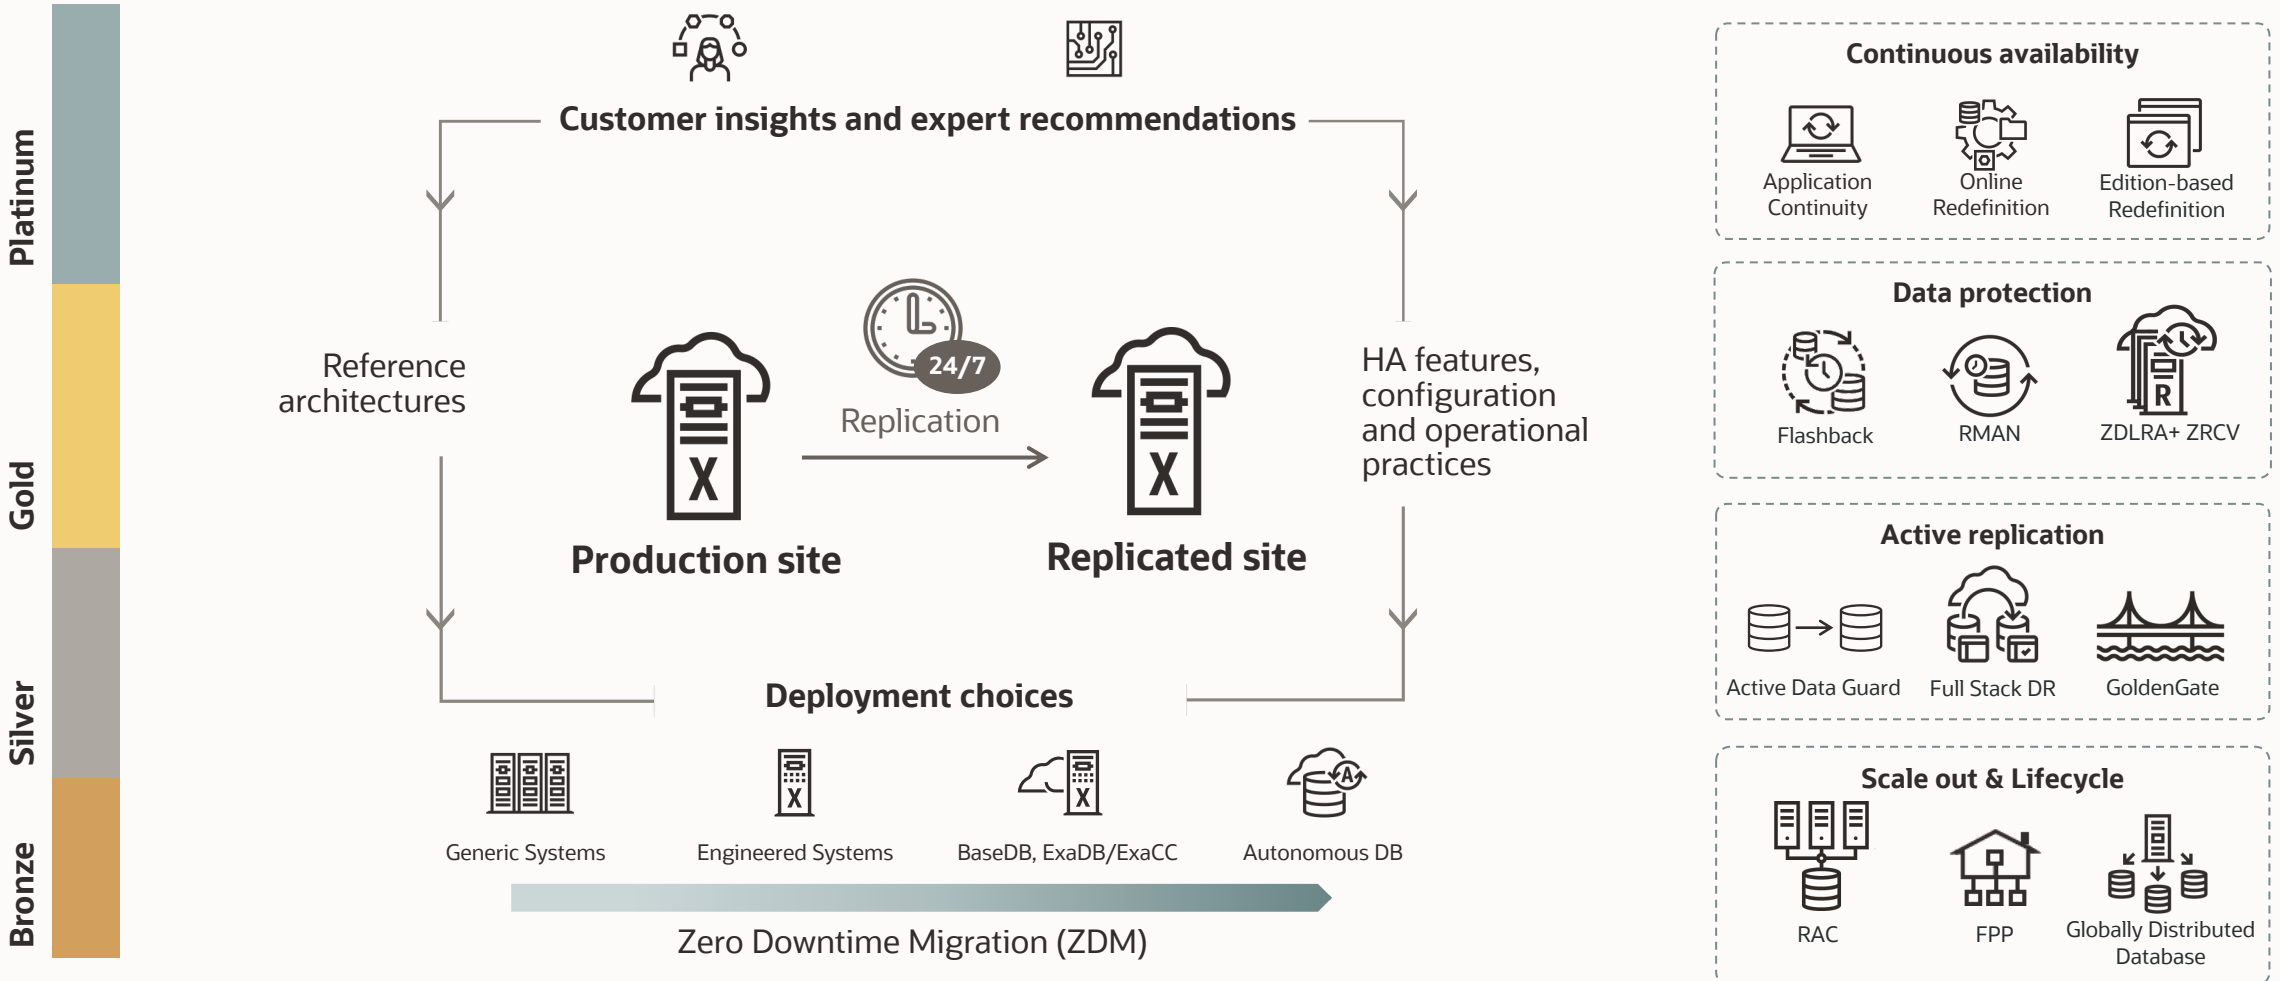 Platinum
Gold
Silver
Bronze
Customer insights and expert recommendations
Reference
architectures
24/7
Replication
HA features,
configuration
and operational
practices
X
X
Production site
Replicated site
Deployment choices
X
X
A
Generic Systems
Engineered Systems
BaseDB, ExaDB/ExaCC
Autonomous DB
Zero Downtime Migration (ZDM)
Continuous availability
Application
Continuity
Online
Redefinition
Edition-based
Redefinition
Data protection
R
Flashback
RMAN
ZDLRA+ ZRCV
Active replication
Active Data Guard
Full Stack DR
GoldenGate
Scale out & Lifecycle
RAC
FPP
Globally Distributed
Database